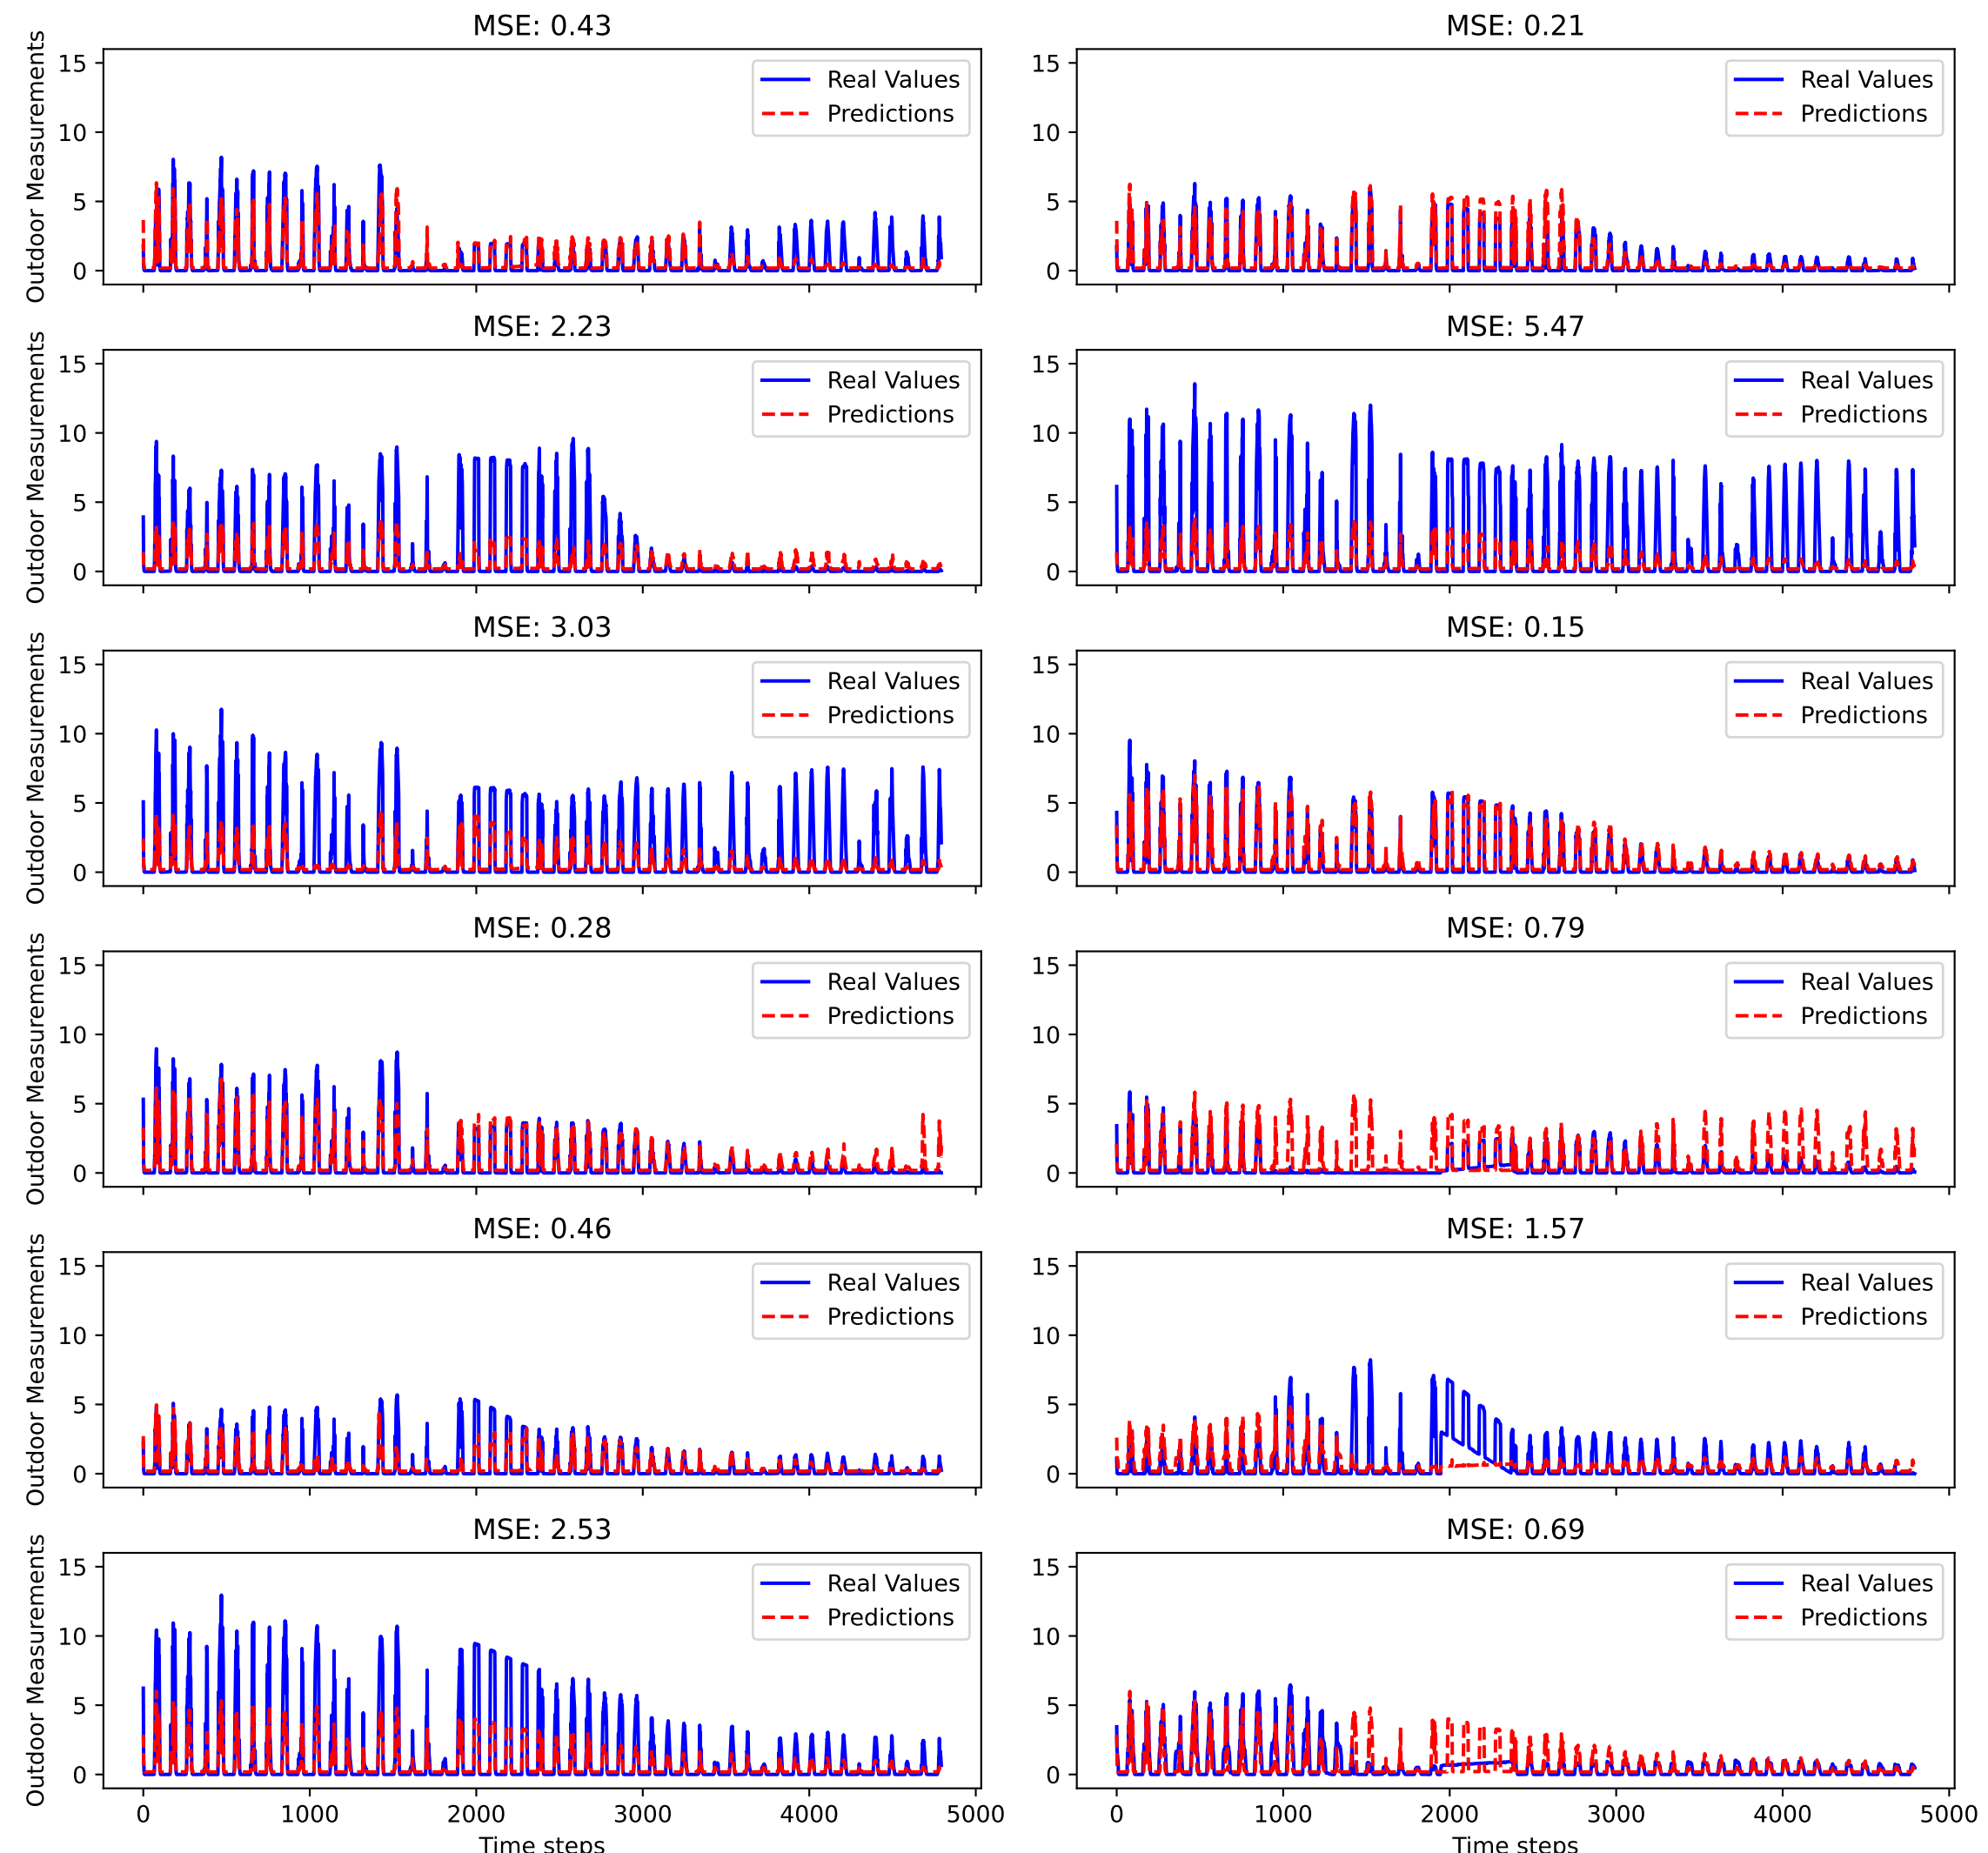 MSE: 0.43
MSE: 0.21
Outdoor Measurements
15
10
5
0
Real Values
Predictions
15
10
5
0
Real Values
Predictions
MSE: 2.23
MSE: 5.47
Outdoor Measurements
15
10
5
0
Real Values
Predictions
15
10
5
0
Real Values
Predictions
MSE: 3.03
MSE: 0.15
Outdoor Measurements
15
10
5
0
Real Values
Predictions
15
10
5
0
Real Values
Predictions
MSE: 0.28
MSE: 0.79
Outdoor Measurements
15
10
5
0
Real Values
Predictions
15
10
5
0
Real Values
Predictions
MSE: 0.46
MSE: 1.57
Outdoor Measurements
15
10
5
0
Real Values
Predictions
15
10
5
0
Real Values
Predictions
MSE: 2.53
MSE: 0.69
Outdoor Measurements
15
10
5
0
Real Values
Predictions
15
10
5
0
Real Values
Predictions
0 1000 2000 3000 4000 5000
0 1000 2000 3000 4000 5000
Time steps
Time steps